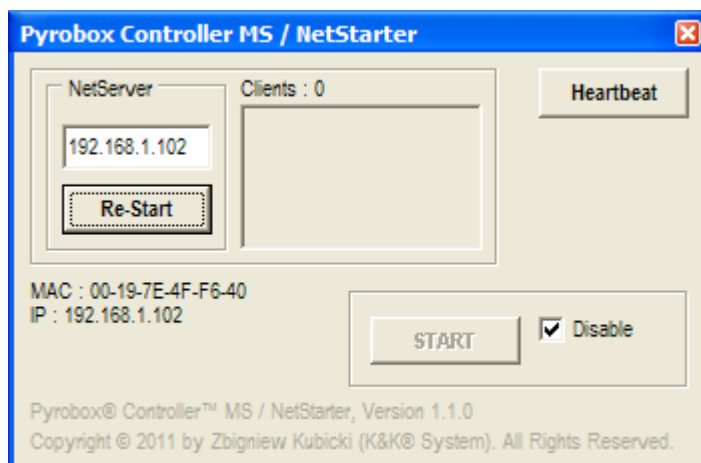 Pyrobox Controller MS / NetStarter
NetServer
Clients : 0
Heartbeat
192.168.1.102
Re-Start
MAC : 00-19-7E-4F-F6-40
IP : 192.168.1.102
START
Disable
Pyrobox® Controller™ MS / NetStarter, Version 1.1.0
Copyright © 2011 by Zbigniew Kubicki (K&K® System). All Rights Reserved.